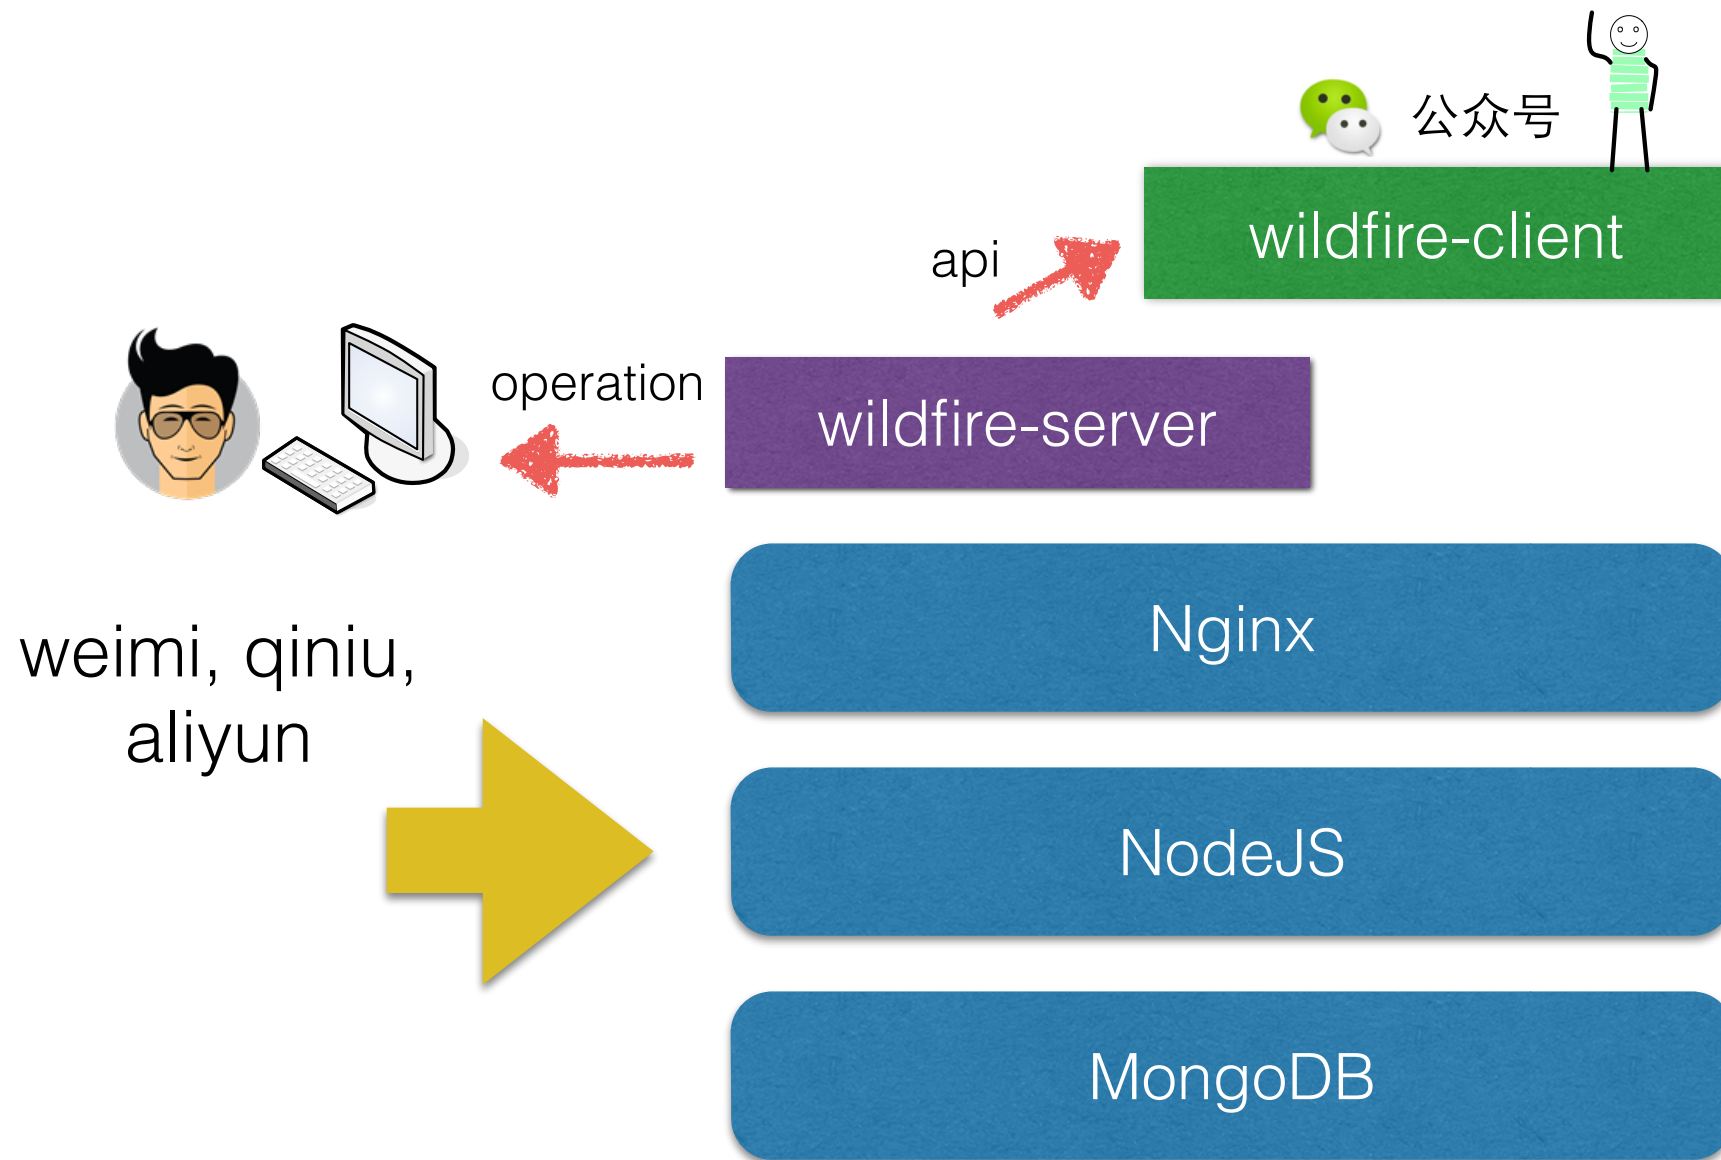 公众号
wildfire-client
api
operation
wildfire-server
weimi, qiniu,
aliyun
Nginx
NodeJS
MongoDB